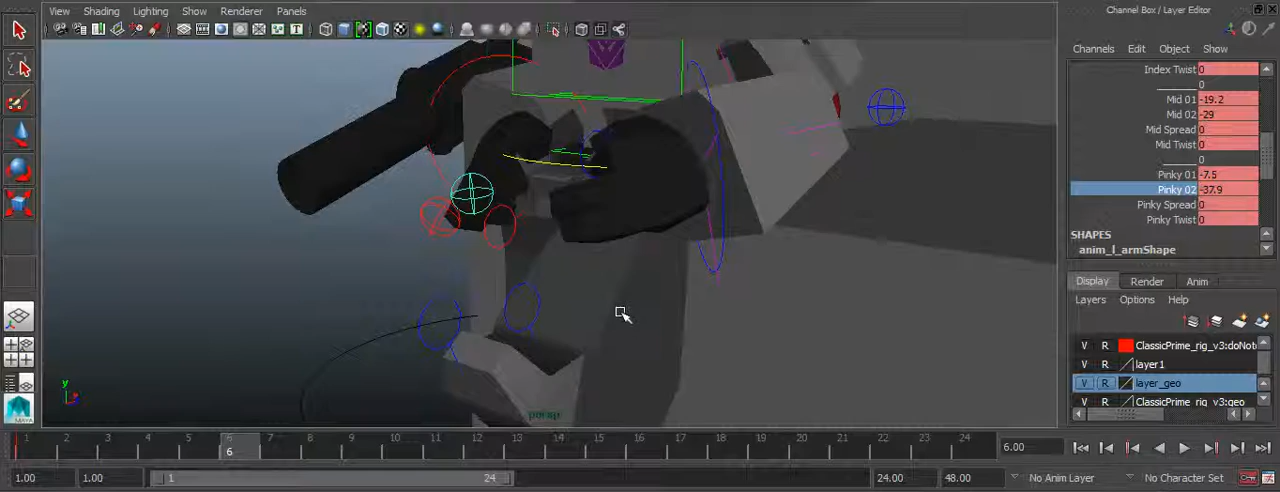 View Shading Lighting Show Renderer Panels
Channel Box / Layer Editor
Channels Edit Object Show
Index Twist 0
0
Mid 01 -19.2
Mid 02 -29
Mid Spread 0
Mid Twist 0
0
Pinky 01 -7.5
Pinky 02 -37.9
Pinky Spread 0
Pinky Twist 0
SHAPES
anim_l_armShape
Display Render Anim
Layers Options Help
V R ClassicPrime_rig_v3:doNot
V R layer1
V R layer_geo
V R ClassicPrime_rig_v3:geo
y
persp
MAYA
1 2 3 4 5 6 7 8 9 10 11 12 13 14 15 16 17 18 19 20 21 22 23 24
6
6.00
1.00 1.00 1 24 24.00 48.00 No Anim Layer No Character Set